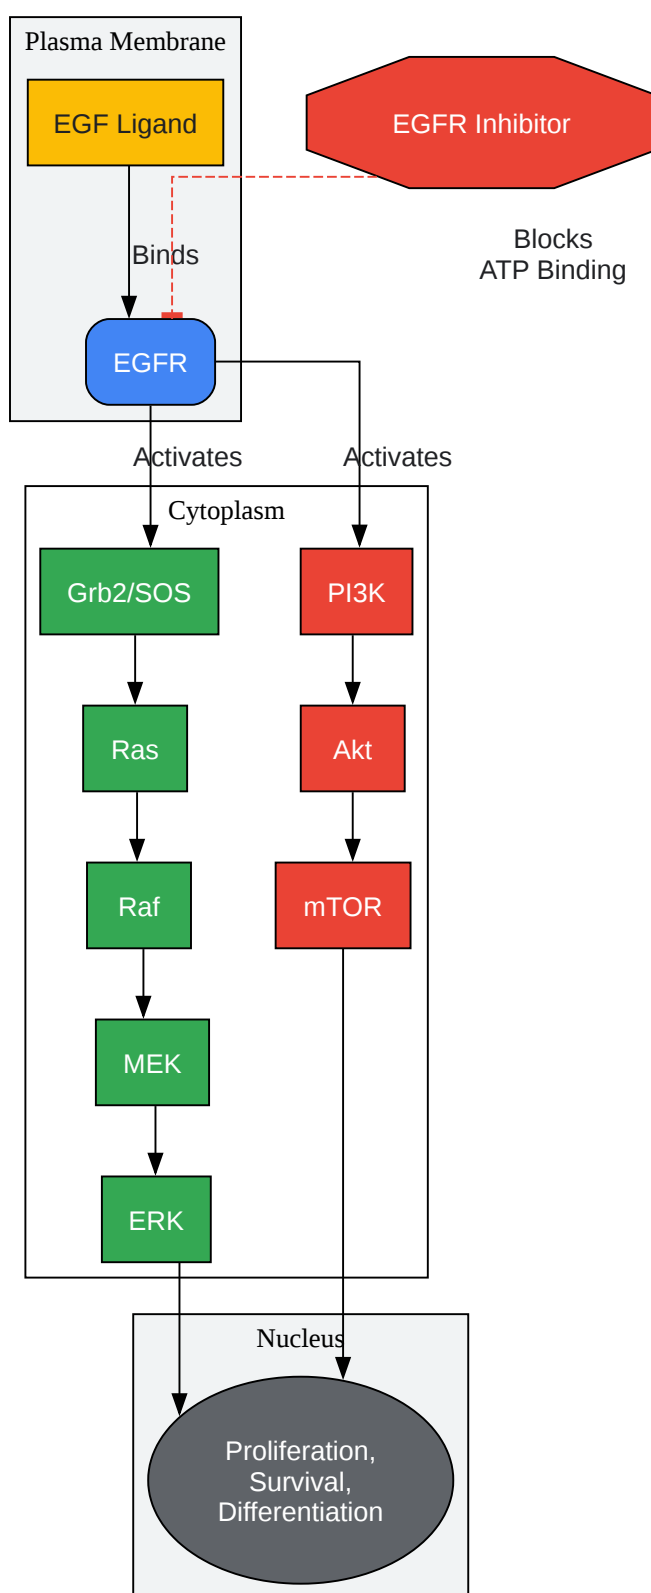 Plasma Membrane
EGF Ligand
EGFR Inhibitor
Binds
Blocks
ATP Binding
EGFR
Activates
Activates
Cytoplasm
Grb2/SOS
PI3K
Ras
Akt
Raf
mTOR
MEK
ERK
Nucleus
Proliferation,
Survival,
Differentiation